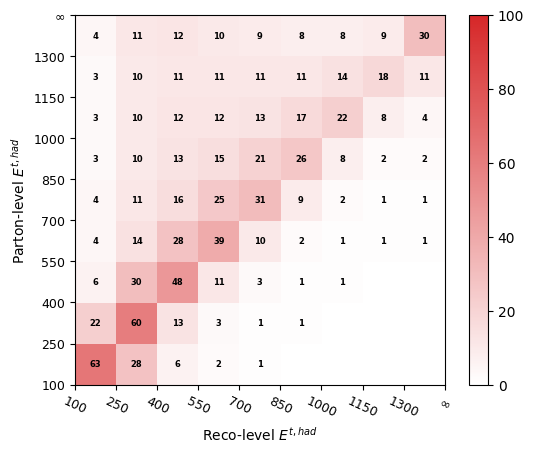 ∞
4 11 12 10 9 8 8 9 30
1300
3 10 11 11 11 11 14 18 11
1150
3 10 12 12 13 17 22 8 4
1000
3 10 13 15 21 26 8 2 2
850
4 11 16 25 31 9 2 1 1
700
4 14 28 39 10 2 1 1 1
550
6 30 48 11 3 1 1
400
22 60 13 3 1 1
250
63 28 6 2 1
100
Parton-level E^{t, had}
100 250 400 550 700 850 1000 1150 1300 ∞
Reco-level E^{t, had}
100
80
60
40
20
0